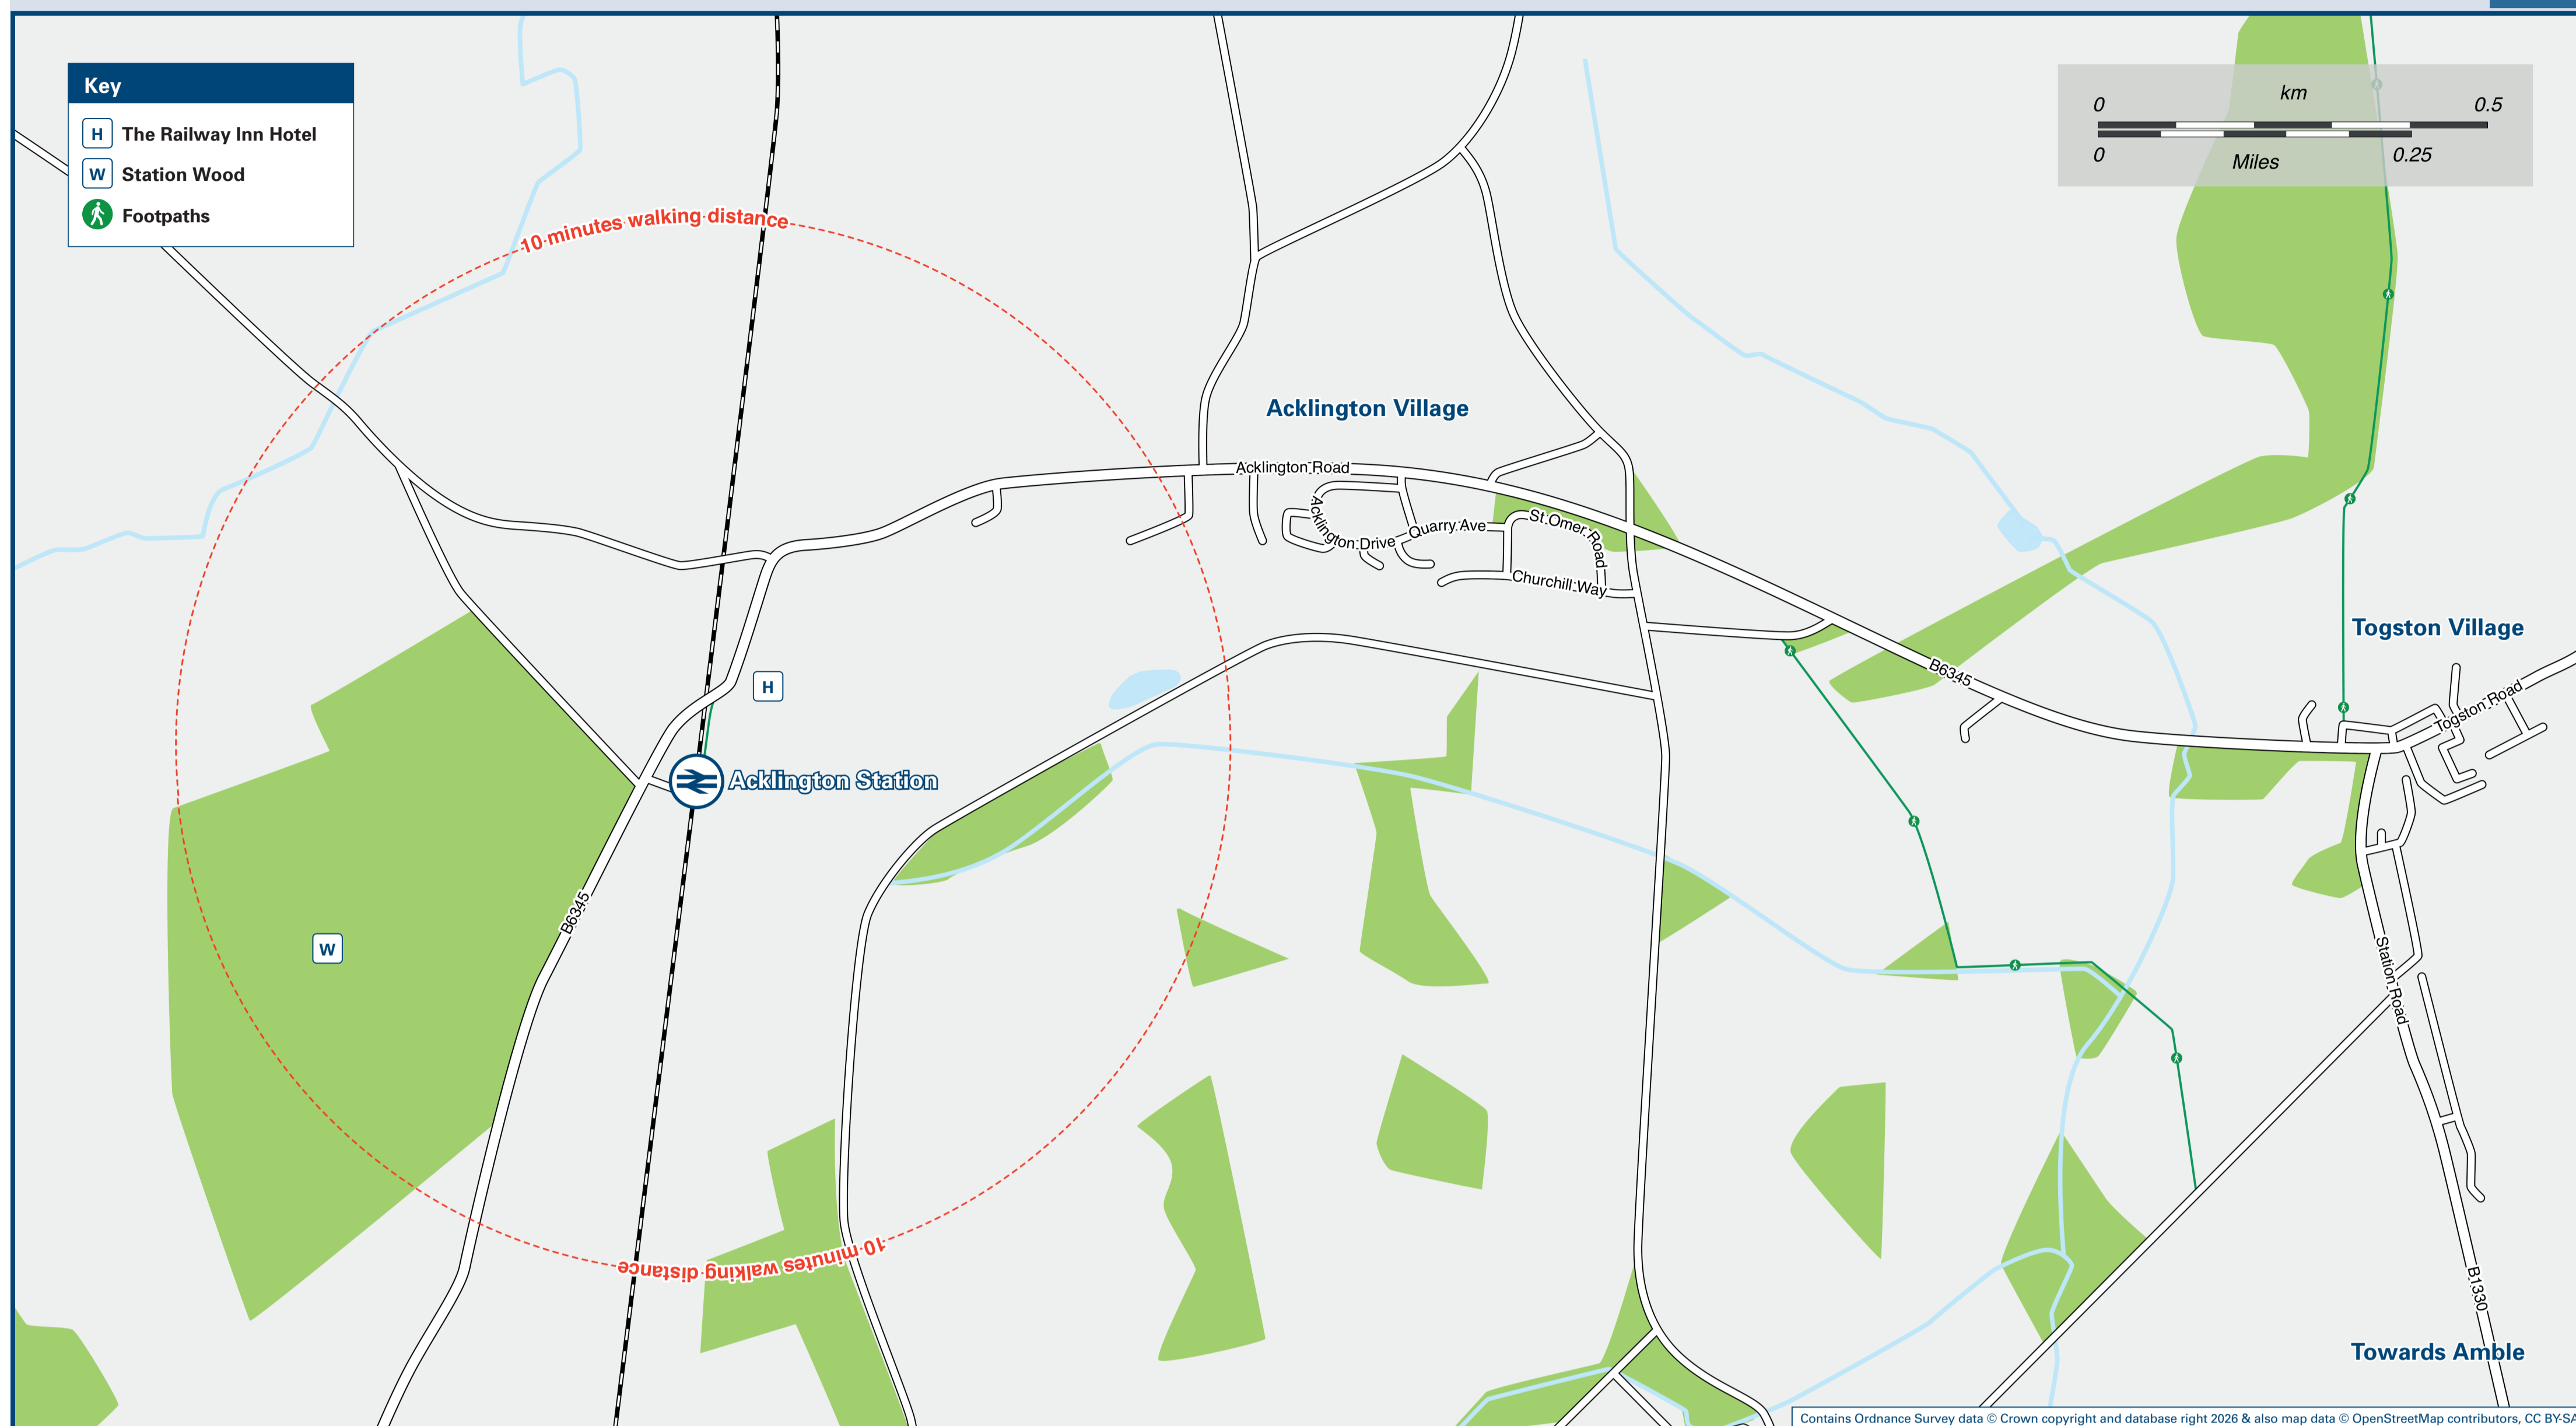 Key
H The Railway Inn Hotel
W Station Wood
Footpaths
km
0 0.5
0 0.25
Miles
10 minutes walking distance
Acklington Village
Acklington Road
Acklington Drive
Quarry Ave
St Omer Road
Churchill Way
Togston Village
B6345
Togston Road
H
Acklington Station
B6345
W
Station Road
10 minutes walking distance
B1330
Towards Amble
Contains Ordnance Survey data © Crown copyright and database right 2026 & also map data © OpenStreetMap contributors, CC BY-SA